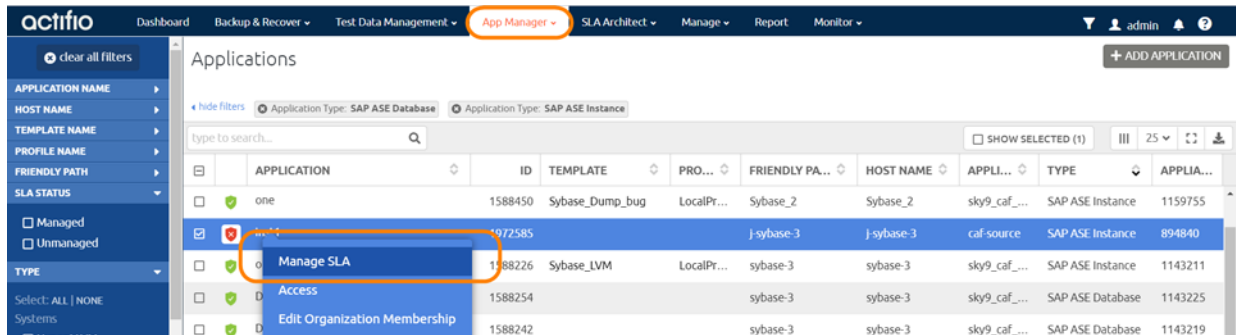 actifio Dashboard Backup & Recover Test Data Management App Manager SLA Architect Manage Report Monitor admin
clear all filters
Applications
+ ADD APPLICATION
APPLICATION NAME
HOST NAME
TEMPLATE NAME
PROFILE NAME
FRIENDLY PATH
SLA STATUS
Managed
Unmanaged
TYPE
Select: ALL | NONE
Systems
hide filters Application Type: SAP ASE Database Application Type: SAP ASE Instance
type to search... SHOW SELECTED (1) 25
APPLICATION ID TEMPLATE PRO... FRIENDLY PA... HOST NAME APPLI... TYPE APPLIA...
one 1588450 Sybase_Dump_bug LocalPr... Sybase_2 Sybase_2 sky9_caf_... SAP ASE Instance 1159755
1972585 j-sybase-3 j-sybase-3 caf-source SAP ASE Instance 894840
1588226 Sybase_LVM LocalPr... sybase-3 sybase-3 sky9_caf_... SAP ASE Instance 1143211
D 1588254 sybase-3 sybase-3 sky9_caf_... SAP ASE Database 1143225
D 1588242 sybase-3 sybase-3 sky9_caf_... SAP ASE Database 1143219
Manage SLA
Access
Edit Organization Membership